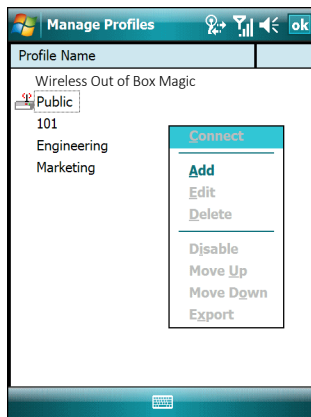 Manage Profiles
ok
Profile Name
Wireless Out of Box Magic
Public
101
Engineering
Marketing
Connect
Add
Edit
Delete
Disable
Move Up
Move Down
Export